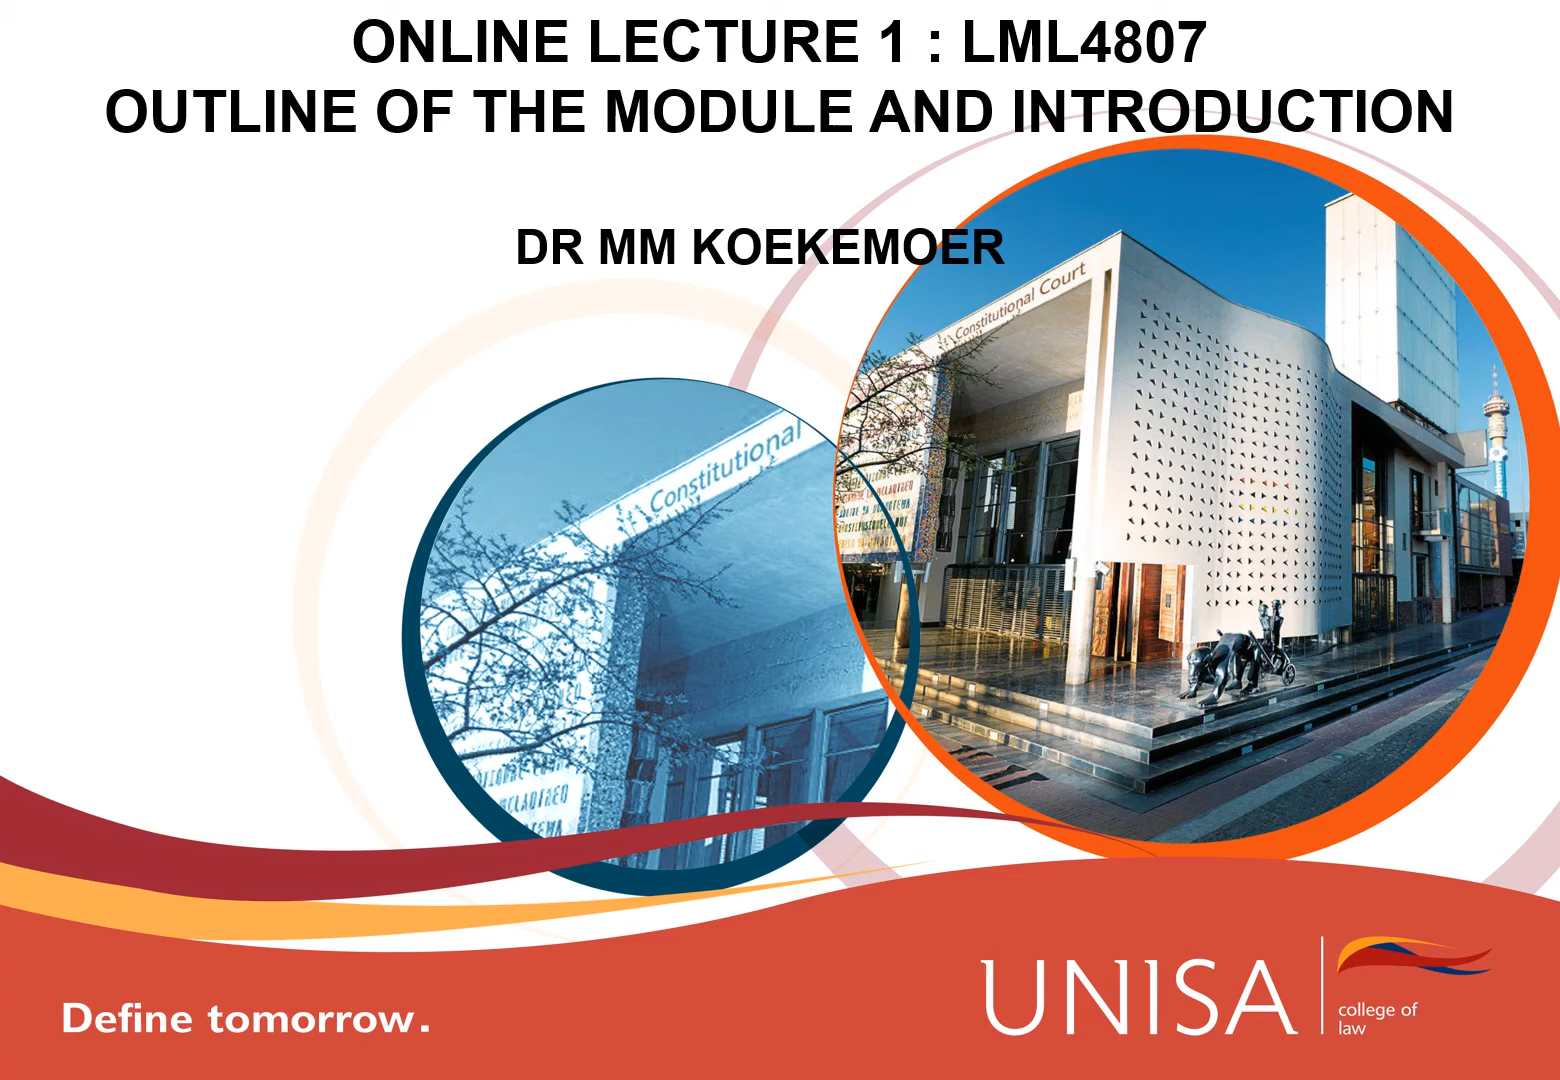 ONLINE LECTURE 1 : LML4807
OUTLINE OF THE MODULE AND INTRODUCTION
DR MM KOEKEMOER
Constitutional Court
Constitutional
Define tomorrow.
UNISA
college of
law